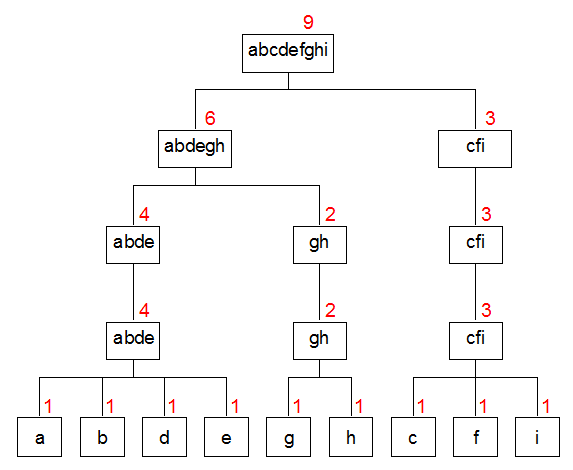 9
abcdefghi
6 3
abdegh cfi
4 2 3
abde gh cfi
4 2 3
abde gh cfi
1 1 1 1 1 1 1 1 1
a b d e g h c f i